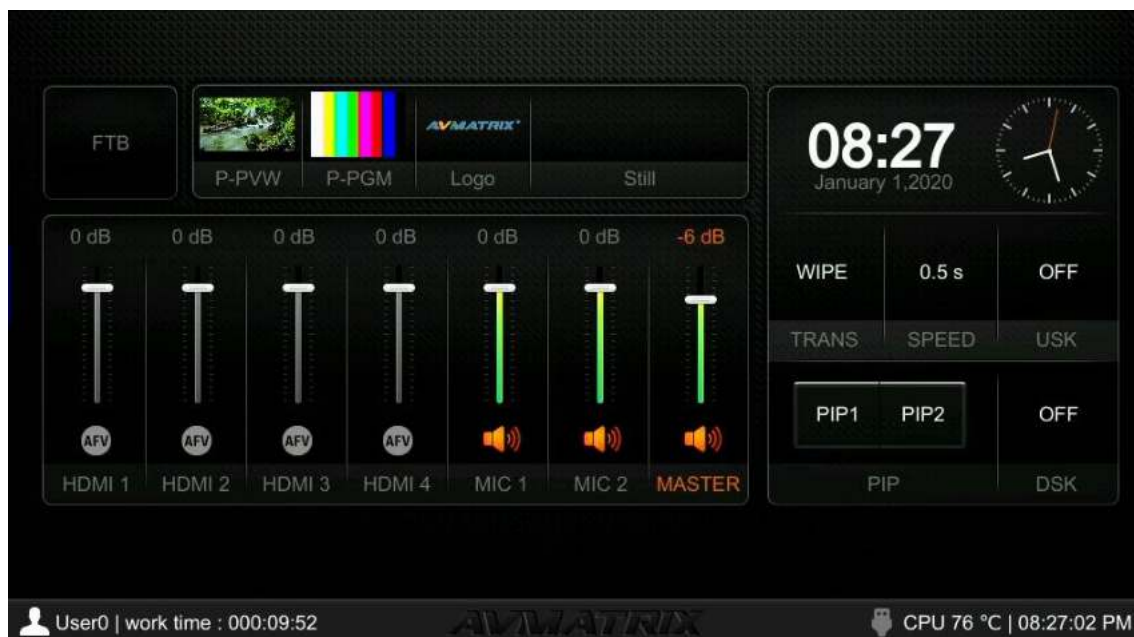 FTB
AVMATRIX
P-PVW P-PGM Logo Still
08:27
January 1,2020
0 dB 0 dB 0 dB 0 dB 0 dB 0 dB -6 dB
AFV AFV AFV AFV
HDMI 1 HDMI 2 HDMI 3 HDMI 4 MIC 1 MIC 2 MASTER
WIPE 0.5 s OFF
TRANS SPEED USK
PIP1 PIP2 OFF
PIP DSK
User0 | work time : 000:09:52 AVMATRIX CPU 76 ℃ | 08:27:02 PM